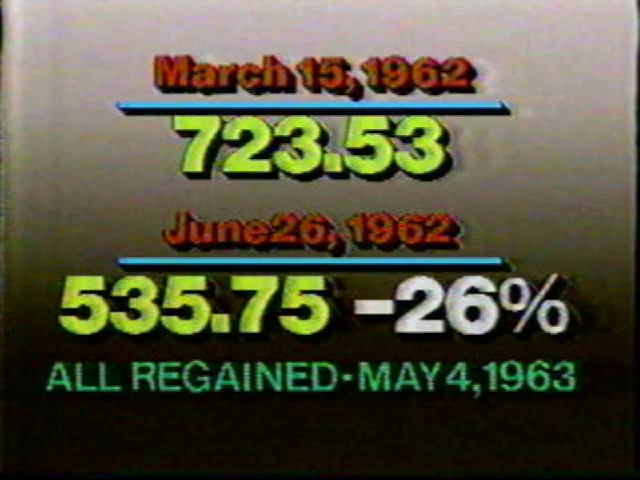 March 15, 1962
723.53
June 26, 1962
535.75 -26%
ALL REGAINED·MAY 4, 1963